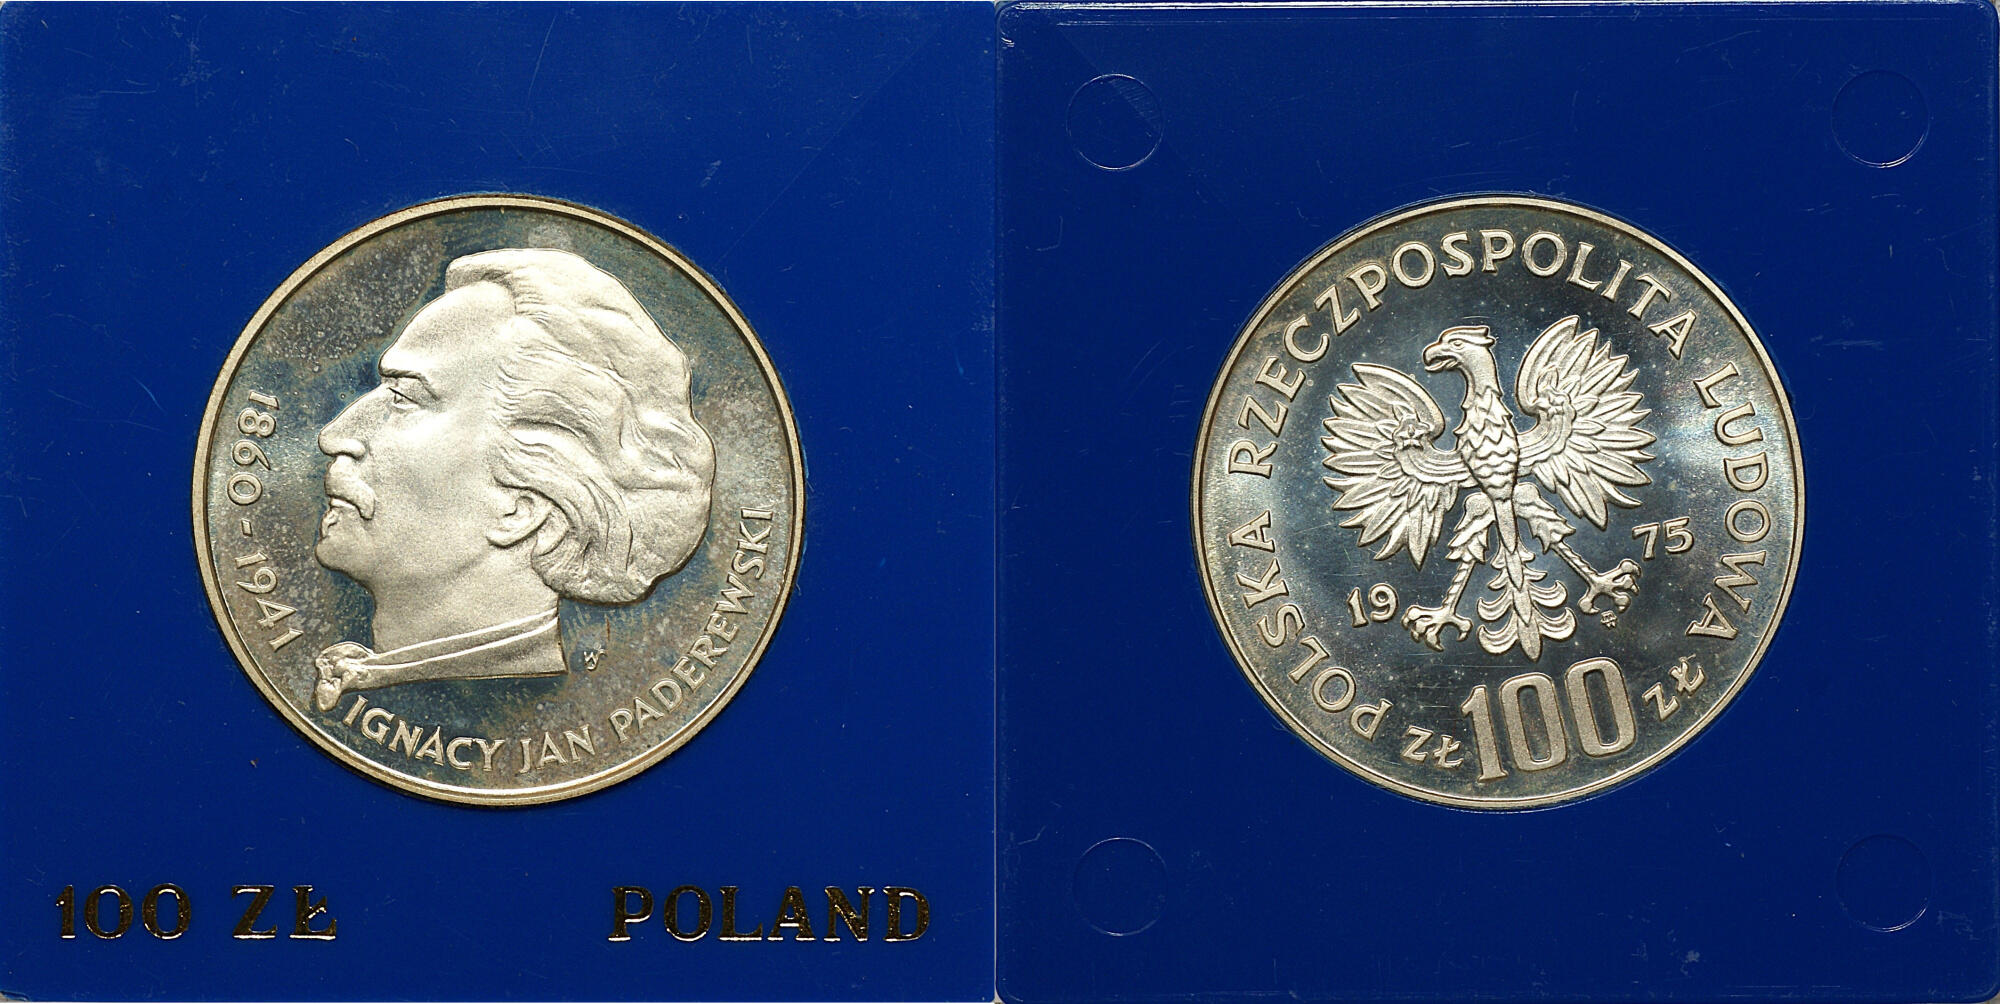 1860-1941
IGNACY JAN PADEREWSKI
100 ZŁ
POLAND
POLSKA RZECZPOSPOLITA LUDOWA
19 75
ZŁ 100 ZŁ